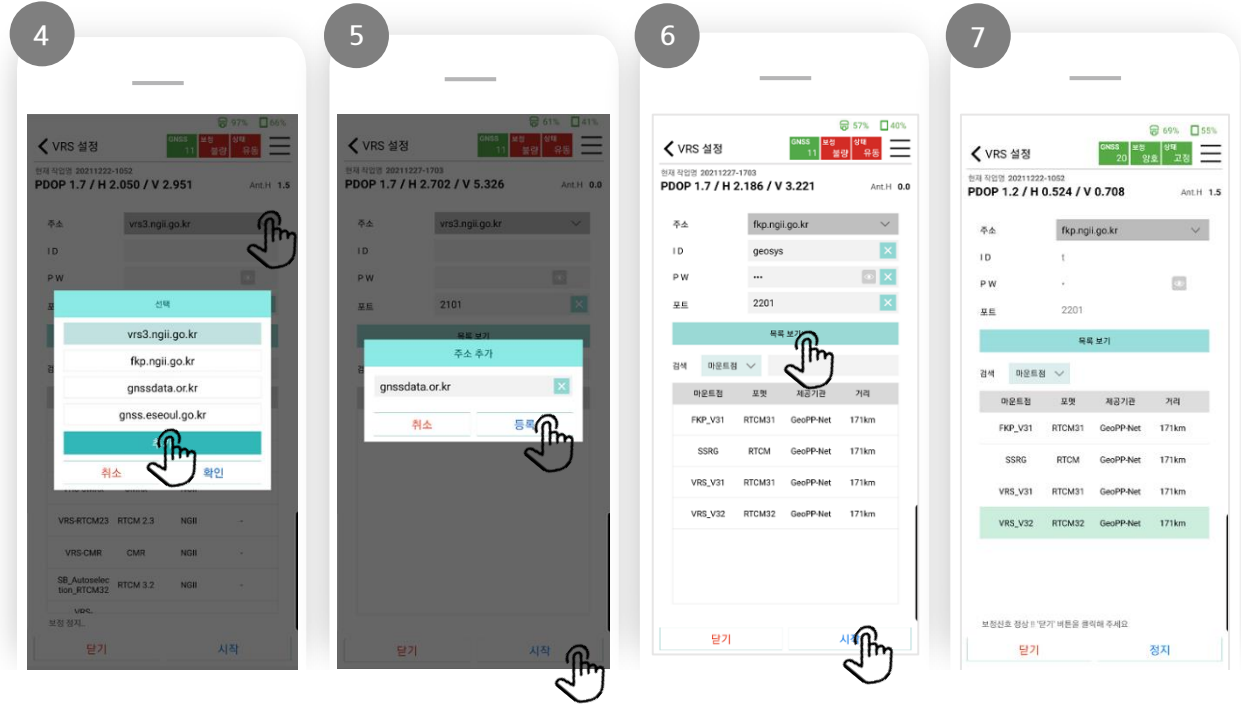 4
97% 66%
VRS 설정
GNSS 11 보정 불량 상태 유동
현재 작업명 20211222-1052
PDOP 1.7 / H 2.050 / V 2.951 Ant.H 1.5
주소 vrs3.ngii.go.kr
I D
P W
선택
vrs3.ngii.go.kr
fkp.ngii.go.kr
gnssdata.or.kr
gnss.eseoul.go.kr
취소 확인
VRS-RTCM23 RTCM 2.3 NGII -
VRS-CMR CMR NGII -
SB_Autoselec
tion_RTCM32 RTCM 3.2 NGII -
VRS-
보정 정지..
닫기 시작
5
61% 41%
VRS 설정
GNSS 11 보정 불량 상태 유동
현재 작업명 20211227-1703
PDOP 1.7 / H 2.702 / V 5.326 Ant.H 0.0
주소 vrs3.ngii.go.kr
I D
P W
포트 2101
목록 보기
주소 추가
gnssdata.or.kr
취소 등록
닫기 시작
6
57% 40%
VRS 설정
GNSS 11 보정 불량 상태 유동
현재 작업명 20211227-1703
PDOP 1.7 / H 2.186 / V 3.221 Ant.H 0.0
주소 fkp.ngii.go.kr
I D geosys
P W •••
포트 2201
목록 보기
검색 마운트점
마운트점 포맷 제공기관 거리
FKP_V31 RTCM31 GeoPP-Net 171km
SSRG RTCM GeoPP-Net 171km
VRS_V31 RTCM31 GeoPP-Net 171km
VRS_V32 RTCM32 GeoPP-Net 171km
닫기 시작
7
69% 55%
VRS 설정
GNSS 20 보정 양호 상태 고정
현재 작업명 20211222-1052
PDOP 1.2 / H 0.524 / V 0.708 Ant.H 1.5
주소 fkp.ngii.go.kr
I D t
P W •
포트 2201
목록 보기
검색 마운트점
마운트점 포맷 제공기관 거리
FKP_V31 RTCM31 GeoPP-Net 171km
SSRG RTCM GeoPP-Net 171km
VRS_V31 RTCM31 GeoPP-Net 171km
VRS_V32 RTCM32 GeoPP-Net 171km
보정신호 정상 !! '닫기' 버튼을 클릭해 주세요
닫기 정지